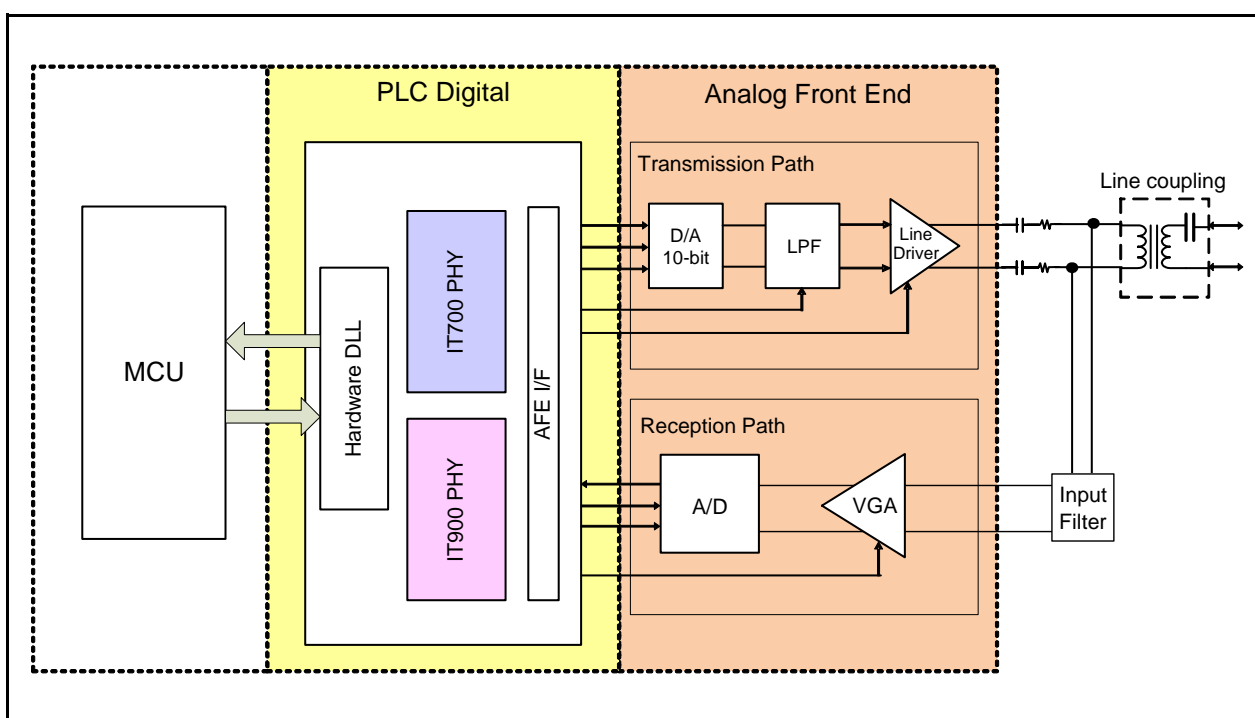 PLC Digital
Analog Front End
MCU
Hardware DLL
IT700 PHY
IT900 PHY
AFE I/F
Transmission Path
D/A
10-bit
LPF
Line
Driver
Line coupling
Reception Path
A/D
VGA
Input
Filter